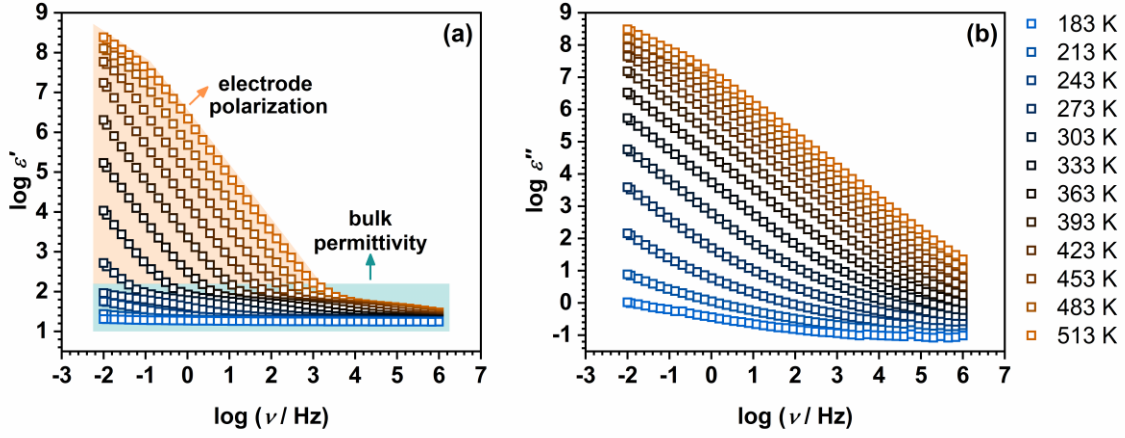 (a)
electrode
polarization
bulk
permittivity
log ε′
9
8
7
6
5
4
3
2
1
-3 -2 -1 0 1 2 3 4 5 6 7
log (ν / Hz)
(b)
log ε″
9
8
7
6
5
4
3
2
1
0
-1
-3 -2 -1 0 1 2 3 4 5 6 7
log (ν / Hz)
183 K
213 K
243 K
273 K
303 K
333 K
363 K
393 K
423 K
453 K
483 K
513 K